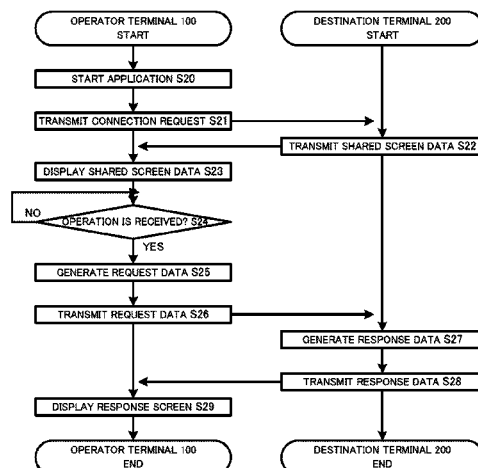 OPERATOR TERMINAL 100
START
DESTINATION TERMINAL 200
START
START APPLICATION S20
TRANSMIT CONNECTION REQUEST S21
TRANSMIT SHARED SCREEN DATA S22
DISPLAY SHARED SCREEN DATA S23
NO
OPERATION IS RECEIVED? S24
YES
GENERATE REQUEST DATA S25
TRANSMIT REQUEST DATA S26
GENERATE RESPONSE DATA S27
TRANSMIT RESPONSE DATA S28
DISPLAY RESPONSE SCREEN S29
OPERATOR TERMINAL 100
END
DESTINATION TERMINAL 200
END